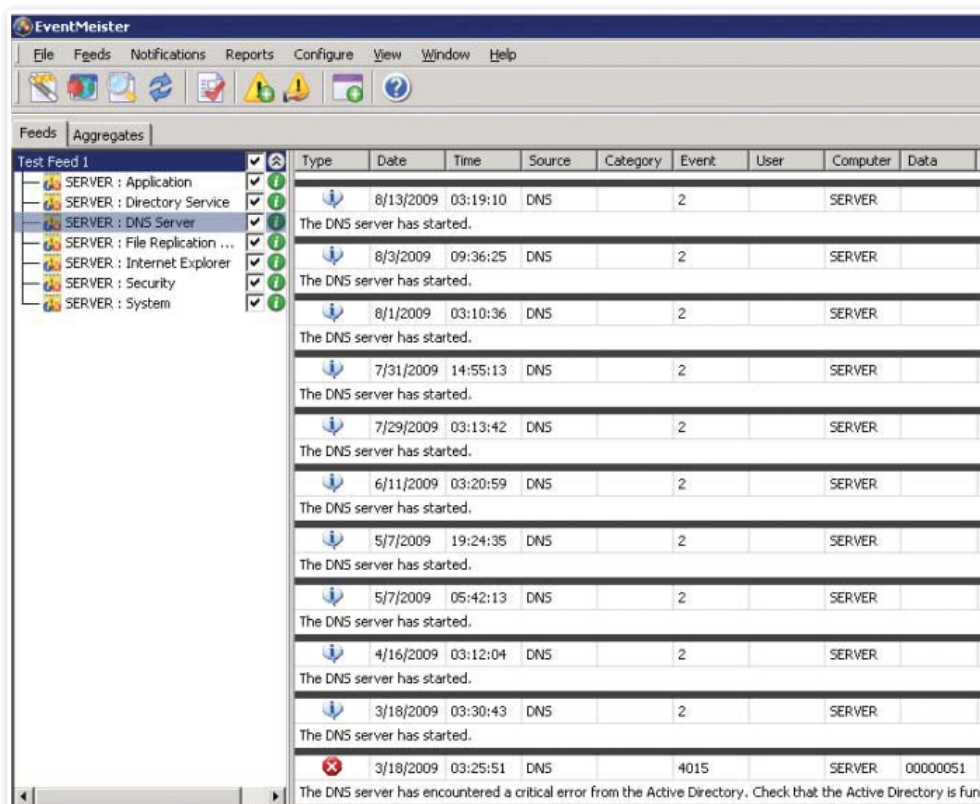 EventMeister
File Feeds Notifications Reports Configure View Window Help
Feeds Aggregates
Test Feed 1
SERVER : Application
SERVER : Directory Service
SERVER : DNS Server
SERVER : File Replication ...
SERVER : Internet Explorer
SERVER : Security
SERVER : System
Type Date Time Source Category Event User Computer Data
8/13/2009 03:19:10 DNS 2 SERVER
The DNS server has started.
8/3/2009 09:36:25 DNS 2 SERVER
The DNS server has started.
8/1/2009 03:10:36 DNS 2 SERVER
The DNS server has started.
7/31/2009 14:55:13 DNS 2 SERVER
The DNS server has started.
7/29/2009 03:13:42 DNS 2 SERVER
The DNS server has started.
6/11/2009 03:20:59 DNS 2 SERVER
The DNS server has started.
5/7/2009 19:24:35 DNS 2 SERVER
The DNS server has started.
5/7/2009 05:42:13 DNS 2 SERVER
The DNS server has started.
4/16/2009 03:12:04 DNS 2 SERVER
The DNS server has started.
3/18/2009 03:30:43 DNS 2 SERVER
The DNS server has started.
3/18/2009 03:25:51 DNS 4015 SERVER 00000051
The DNS server has encountered a critical error from the Active Directory. Check that the Active Directory is fun